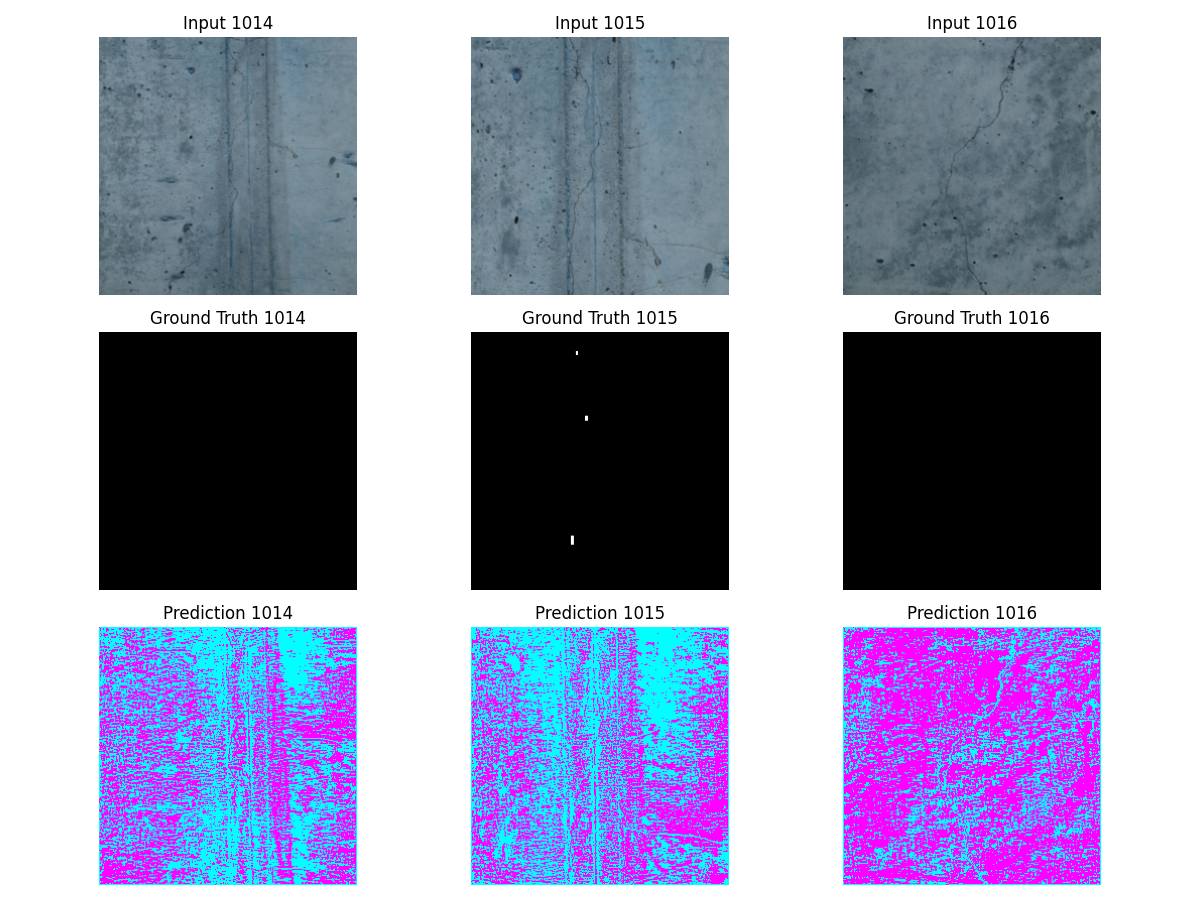 Input 1014
Input 1015
Input 1016
Ground Truth 1014
Ground Truth 1015
Ground Truth 1016
Prediction 1014
Prediction 1015
Prediction 1016